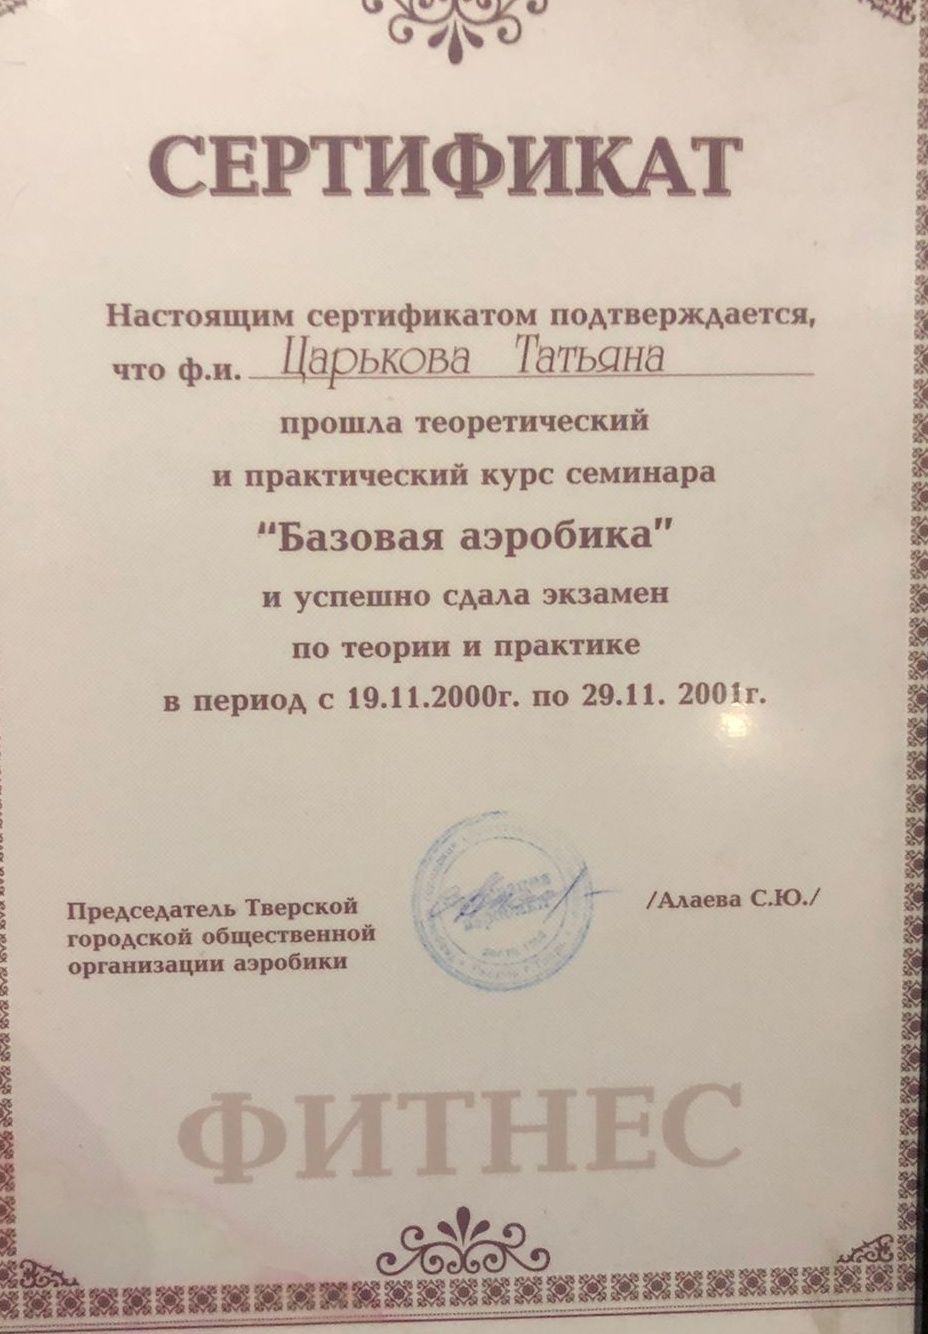 СЕРТИФИКАТ
Настоящим сертификатом подтверждается,
что ф.и. Царькова Татьяна
прошла теоретический
и практический курс семинара
“Базовая аэробика”
и успешно сдала экзамен
по теории и практике
в период с 19.11.2000г. по 29.11. 2001г.
Председатель Тверской
городской общественной
организации аэробики
/Алаева С.Ю./
ФИТНЕС